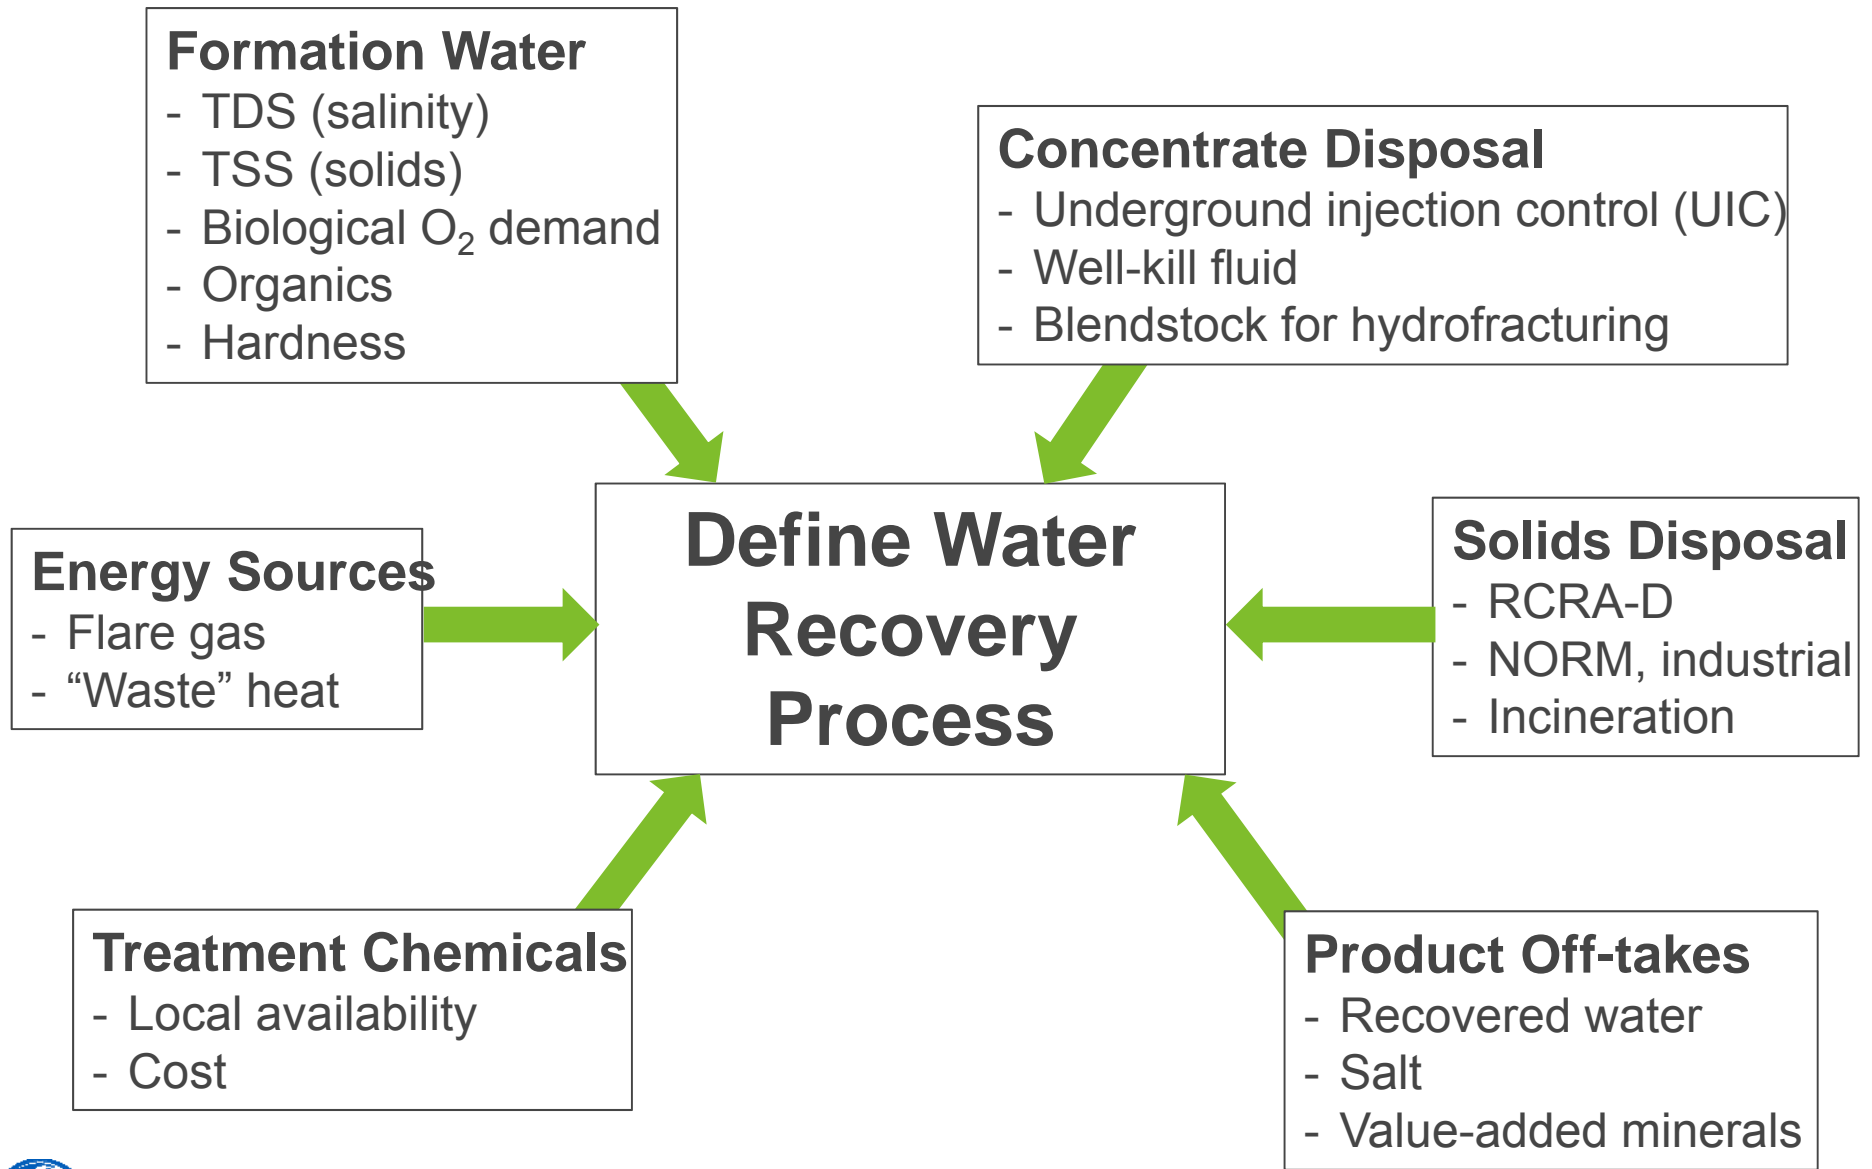 Formation Water
- TDS (salinity)
- TSS (solids)
- Biological O₂ demand
- Organics
- Hardness
Concentrate Disposal
- Underground injection control (UIC)
- Well-kill fluid
- Blendstock for hydrofracturing
Energy Sources
- Flare gas
- “Waste” heat
Define Water
Recovery
Process
Solids Disposal
- RCRA-D
- NORM, industrial
- Incineration
Treatment Chemicals
- Local availability
- Cost
Product Off-takes
- Recovered water
- Salt
- Value-added minerals